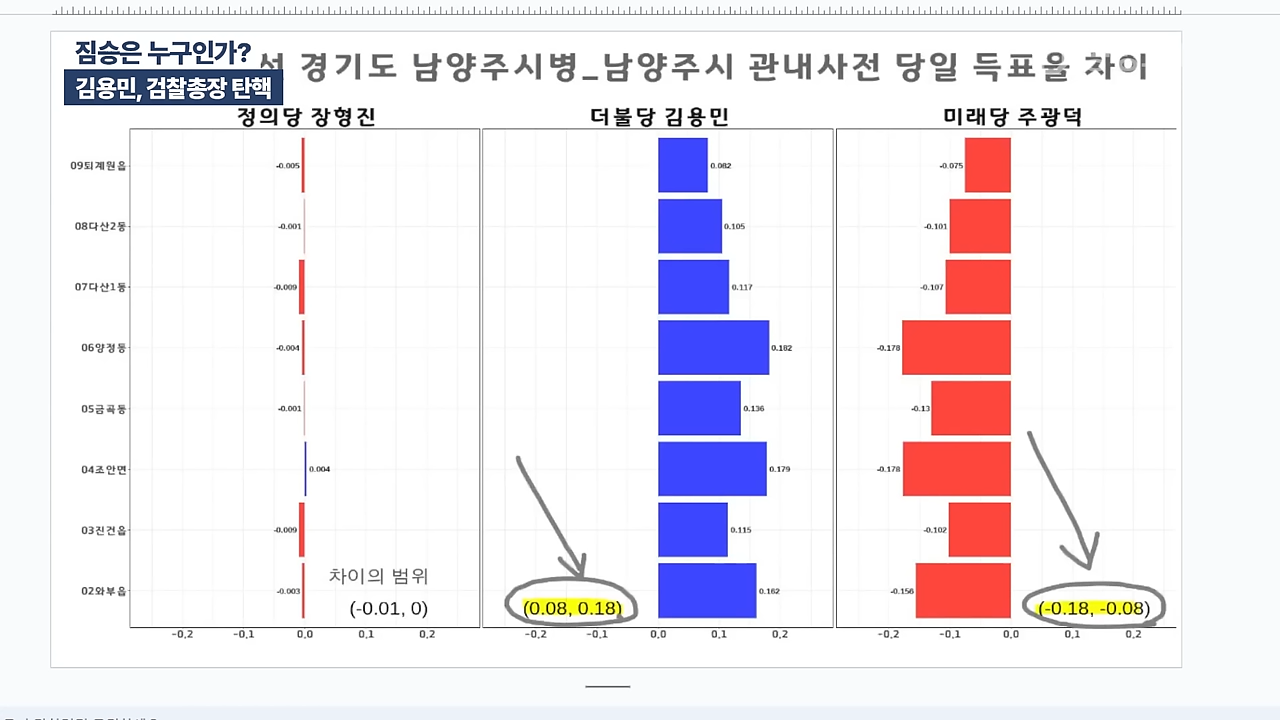 짐승은 누구인가?
김용민, 검찰총장 탄핵
선 경기도 남양주시병_남양주시 관내사전 당일 득표율 차이
정의당 장형진
더불당 김용민
미래당 주광덕
09퇴계원읍 -0.005 0.082 -0.075
08다산2동 -0.001 0.105 -0.101
07다산1동 -0.009 0.117 -0.107
06양정동 -0.004 0.182 -0.178
05금곡동 -0.001 0.136 -0.13
04조안면 0.004 0.179 -0.178
03진건읍 -0.009 0.115 -0.102
02와부읍 -0.003 0.162 -0.156
차이의 범위
(-0.01, 0) (0.08, 0.18) (-0.18, -0.08)
-0.2 -0.1 0.0 0.1 0.2 -0.2 -0.1 0.0 0.1 0.2 -0.2 -0.1 0.0 0.1 0.2